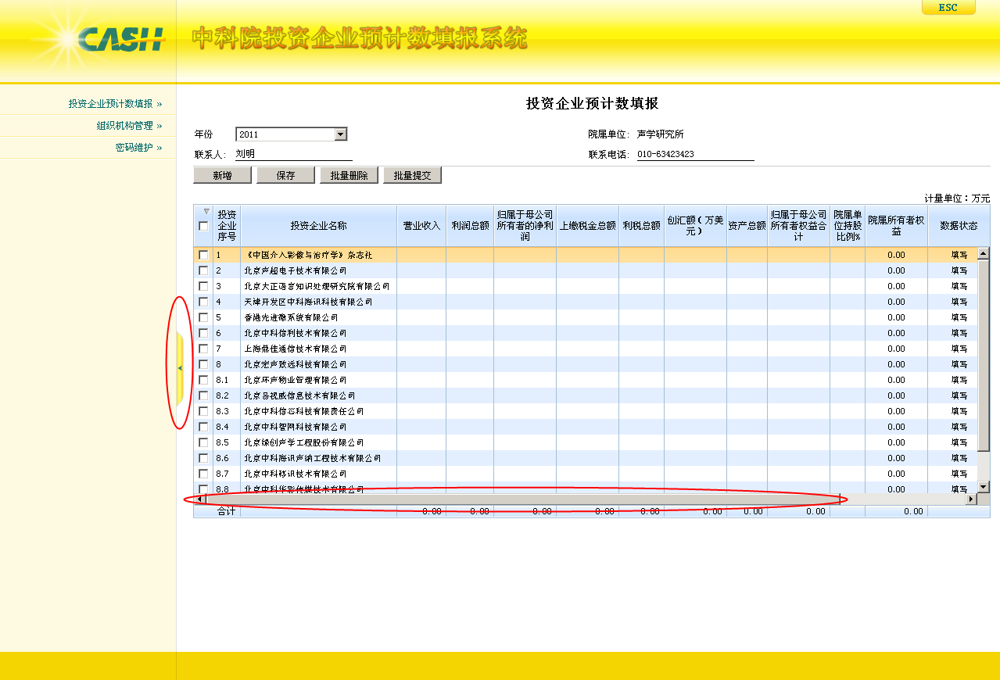 ESC
CASH
中科院投资企业预计数填报系统
投资企业预计数填报 »
组织机构管理 »
密码维护 »
投资企业预计数填报
年份 2011 院属单位: 声学研究所
联系人: 刘明 联系电话: 010-63423423
新增 保存 批量删除 批量提交
计量单位：万元
投资企业序号 投资企业名称 营业收入 利润总额 归属于母公司所有者的净利润 上缴税金总额 利税总额 创汇额（万美元） 资产总额 归属于母公司所有者权益合计 院属单位持股比例% 院属所有者权益 数据状态
1 《中国介入影像与治疗学》杂志社 0.00 填写
2 北京声超电子技术有限公司 0.00 填写
3 北京大正语言知识处理研究院有限公司 0.00 填写
4 天津开发区中科海讯科技有限公司 0.00 填写
5 香港先进微系统有限公司 0.00 填写
6 北京中科信利技术有限公司 0.00 填写
7 上海鼎佳通信技术有限公司 0.00 填写
8 北京宏声致远科技有限公司 0.00 填写
8.1 北京环声物业管理有限公司 0.00 填写
8.2 北京易视威信息技术有限公司 0.00 填写
8.3 北京中科信芯科技有限责任公司 0.00 填写
8.4 北京中科智网科技有限公司 0.00 填写
8.5 北京绿创声学工程股份有限公司 0.00 填写
8.6 北京中科海讯声纳工程技术有限公司 0.00 填写
8.7 北京中科移讯技术有限公司 0.00 填写
8.8 北京中科华影传媒技术有限公司 0.00 填写
合计 0.00 0.00 0.00 0.00 0.00 0.00 0.00 0.00 0.00